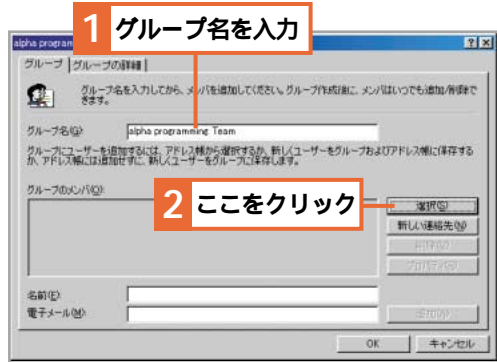 1 グループ名を入力
alpha program
グループ グループの詳細
グループ名を入力してから、メンバを追加してください。グループ作成後に、メンバはいつでも追加/削除で
きます。
グループ名(G): alpha programming Team
グループにユーザーを追加するには、アドレス帳から選択するか、新しくユーザーをグループおよびアドレス帳に保存する
か、アドレス帳には追加せずに、新しくユーザーをグループに保存します。
グループのメンバ(O):
2 ここをクリック
選択(S)
新しい連絡先(N)
削除(V)
プロパティ(R)
名前(E):
電子メール(M):
追加(A)
OK キャンセル